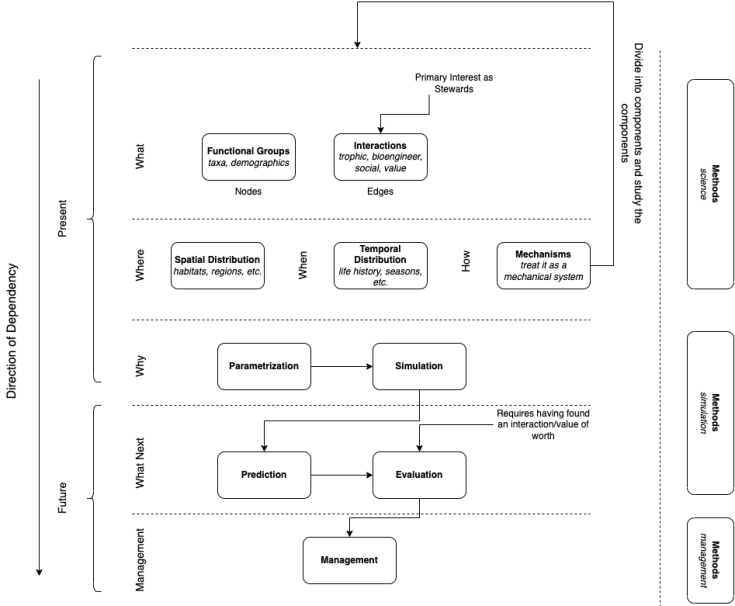 Primary Interest as
Stewards
Divide into components and study the
components
What
Functional Groups
taxa, demographics
Nodes
Interactions
trophic, bioengineer,
social, value
Edges
Present
Where
Spatial Distribution
habitats, regions, etc.
When
Temporal
Distribution
life history, seasons,
etc.
How
Mechanisms
treat it as a
mechanical system
Methods
science
Direction of Dependency
Why
Parametrization
Simulation
Requires having found
an interaction/value of
worth
Methods
simulation
Future
What Next
Prediction
Evaluation
Management
Management
Methods
management